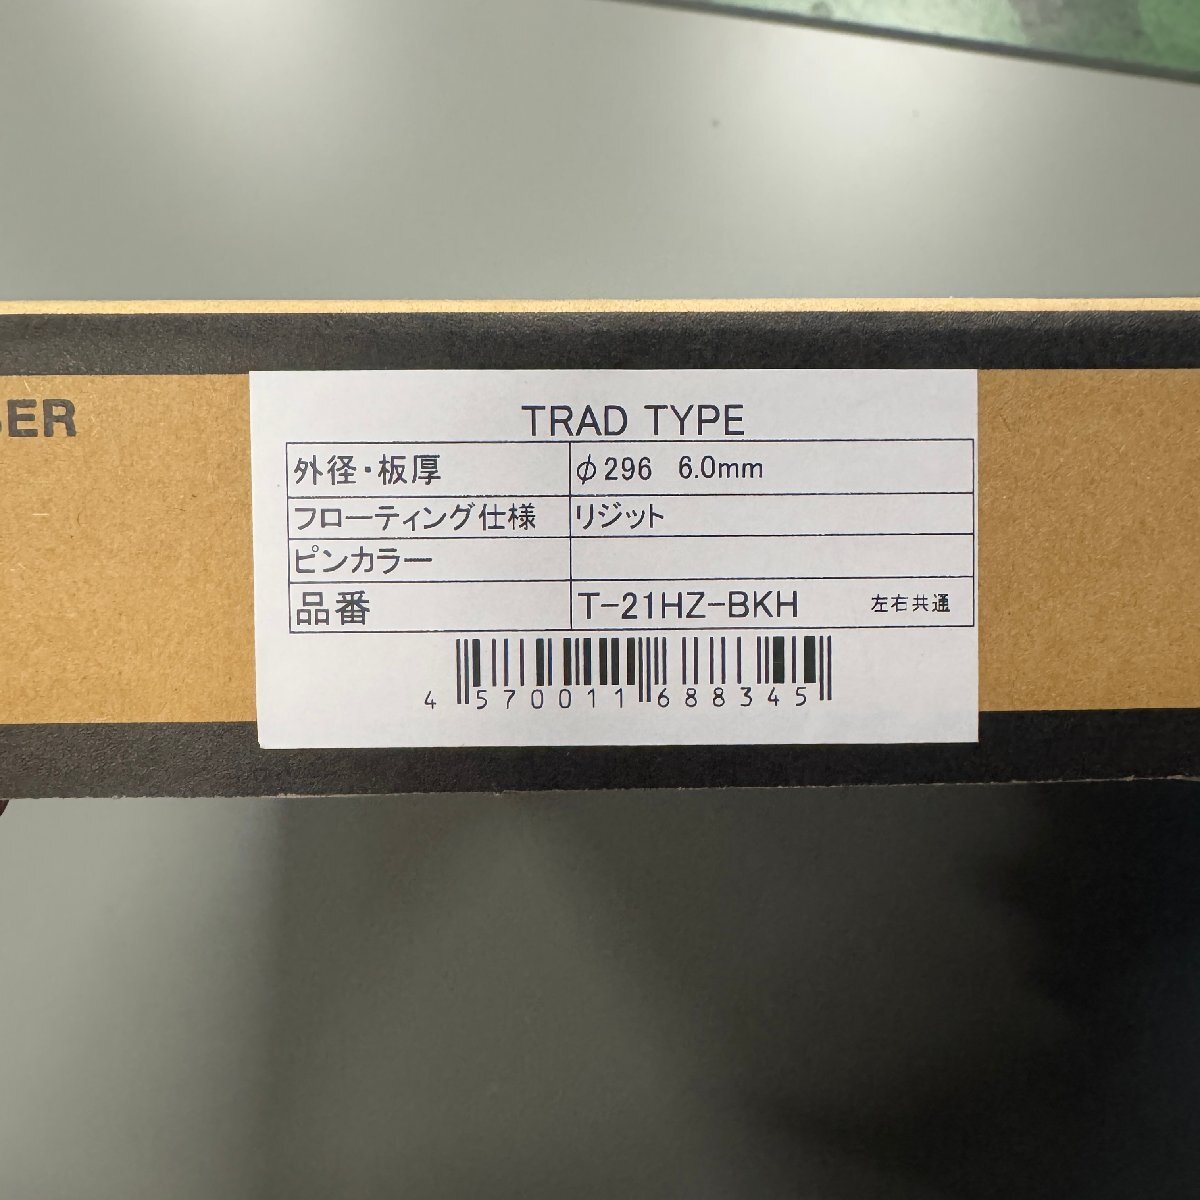 BER
TRAD TYPE
外径・板厚 φ296 6.0mm
フローティング仕様 リジット
ピンカラー
品番 T-21HZ-BKH 左右共通
4 570011 688345